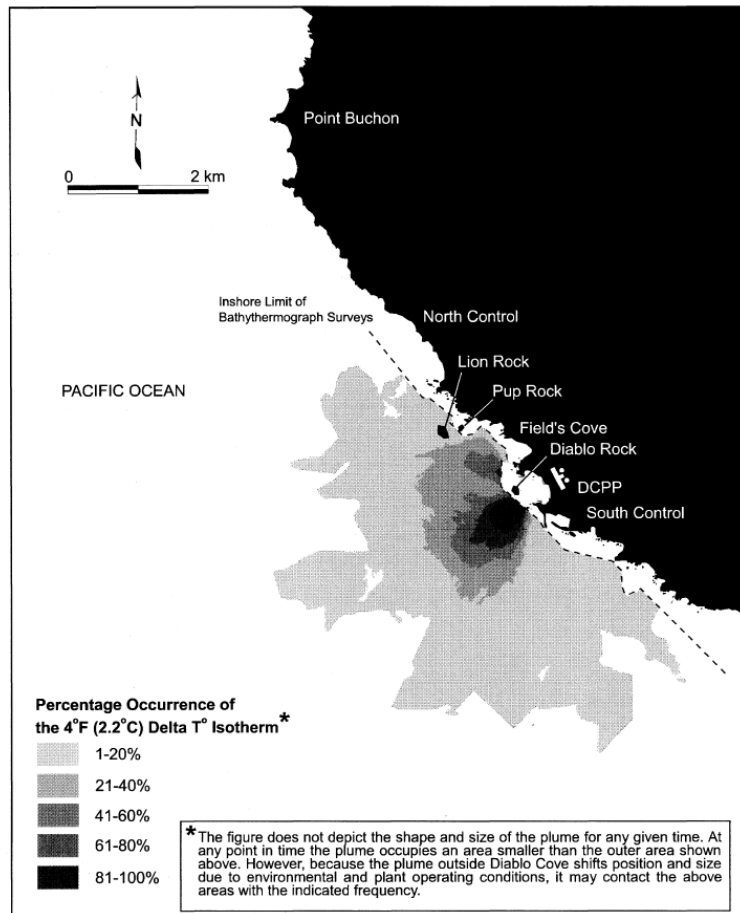 Point Buchon
N
0 2 km
Inshore Limit of
Bathythermograph Surveys
North Control
Lion Rock
PACIFIC OCEAN
Pup Rock
Field's Cove
Diablo Rock
DCPP
South Control
Percentage Occurrence of
the 4°F (2.2°C) Delta T° Isotherm*
1-20%
21-40%
41-60%
61-80%
81-100%
* The figure does not depict the shape and size of the plume for any given time. At
any point in time the plume occupies an area smaller than the outer area shown
above. However, because the plume outside Diablo Cove shifts position and size
due to environmental and plant operating conditions, it may contact the above
areas with the indicated frequency.